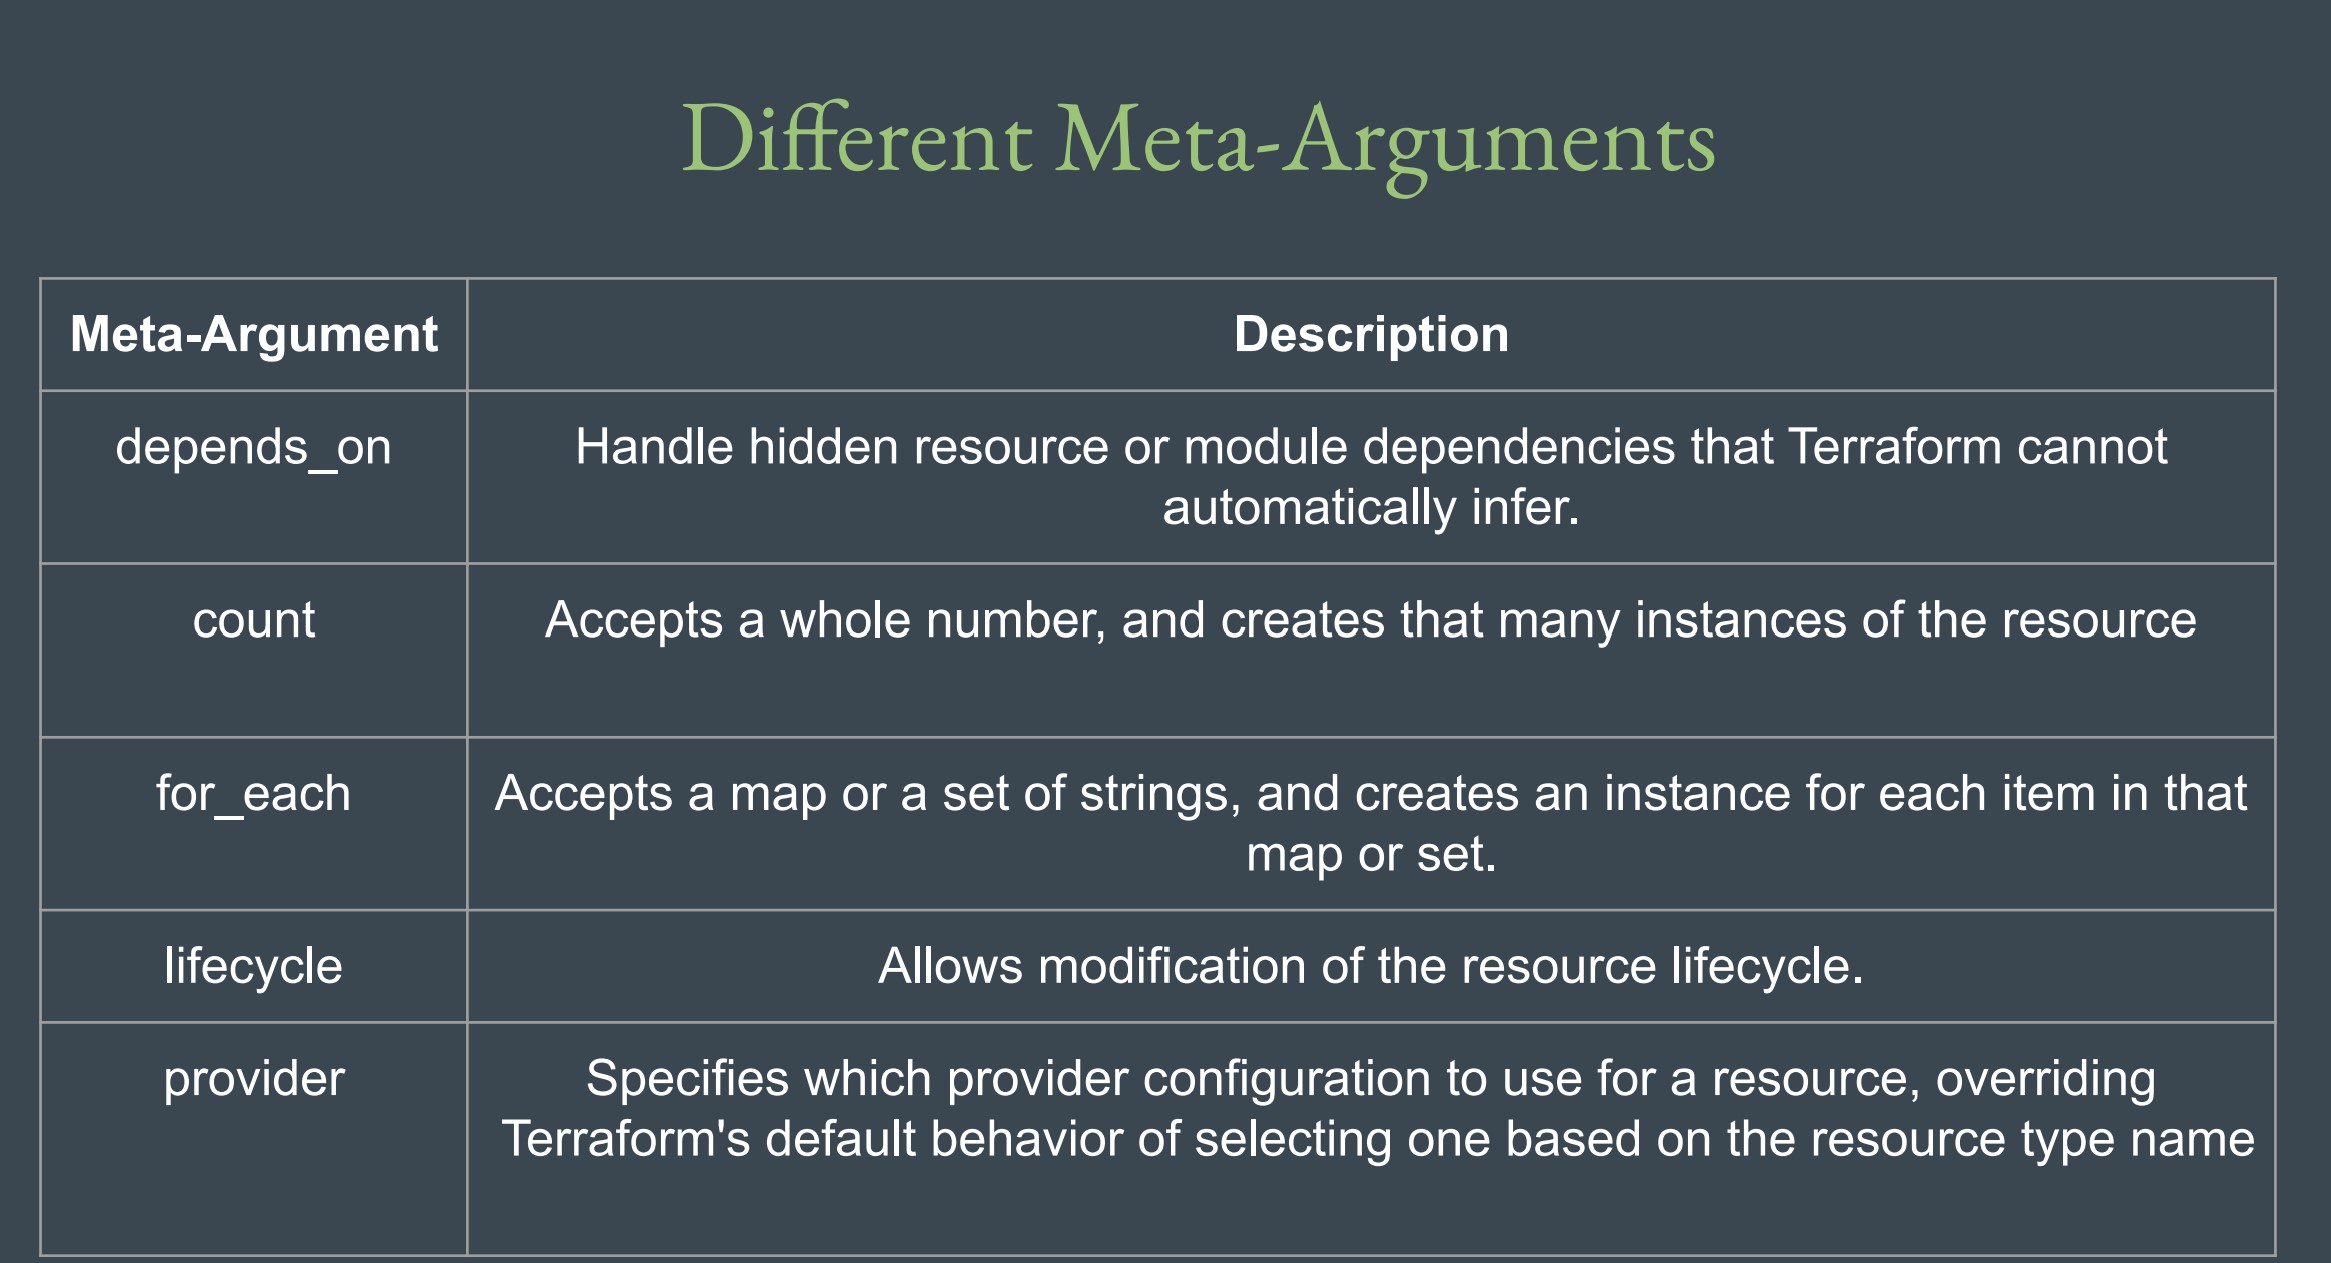 Different Meta-Arguments
Meta-Argument
Description
depends_on
Handle hidden resource or module dependencies that Terraform cannot
automatically infer.
count
Accepts a whole number, and creates that many instances of the resource
for_each
Accepts a map or a set of strings, and creates an instance for each item in that
map or set.
lifecycle
Allows modification of the resource lifecycle.
provider
Specifies which provider configuration to use for a resource, overriding
Terraform's default behavior of selecting one based on the resource type name